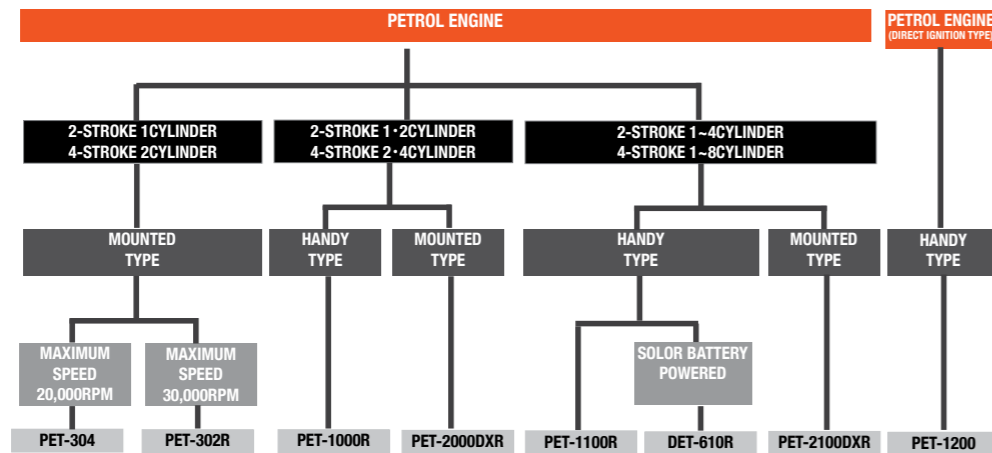 PETROL ENGINE
PETROL ENGINE
(DIRECT IGNITION TYPE)
2-STROKE 1CYLINDER
4-STROKE 2CYLINDER
2-STROKE 1・2CYLINDER
4-STROKE 2・4CYLINDER
2-STROKE 1~4CYLINDER
4-STROKE 1~8CYLINDER
MOUNTED
TYPE
HANDY
TYPE
MOUNTED
TYPE
HANDY
TYPE
MOUNTED
TYPE
HANDY
TYPE
MAXIMUM
SPEED
20,000RPM
MAXIMUM
SPEED
30,000RPM
SOLOR BATTERY
POWERED
PET-304
PET-302R
PET-1000R
PET-2000DXR
PET-1100R
DET-610R
PET-2100DXR
PET-1200